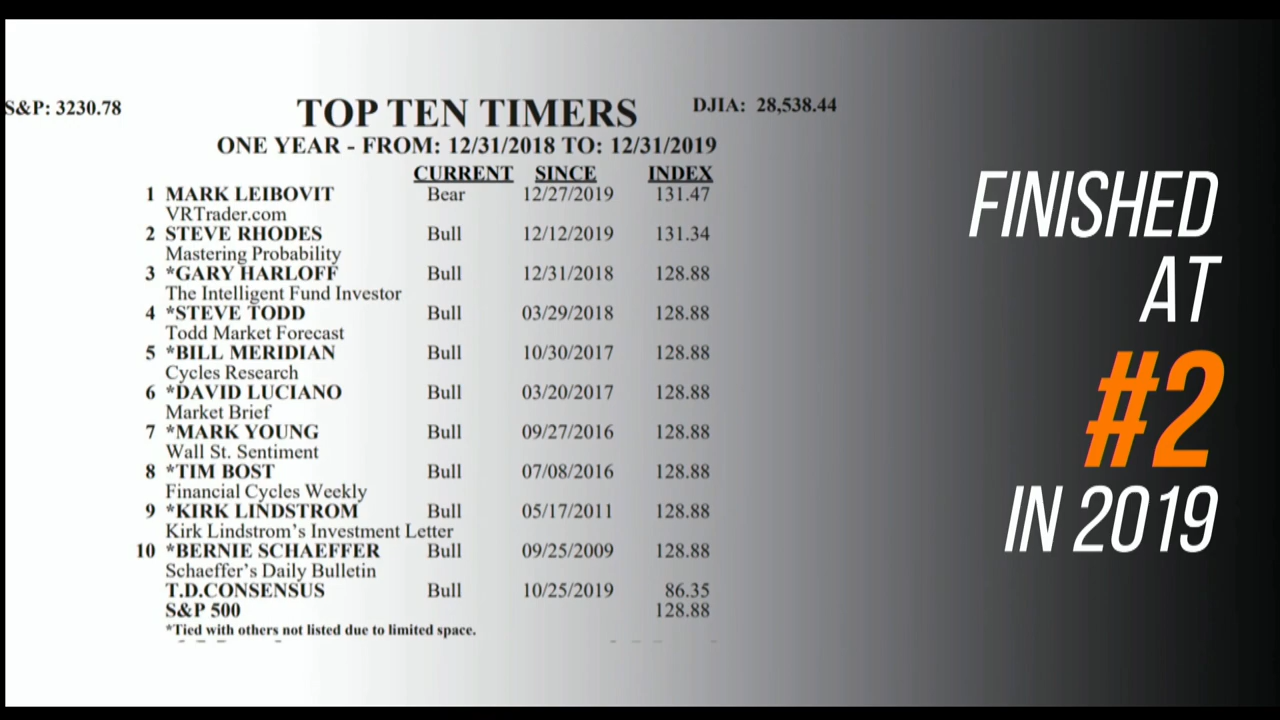 S&P: 3230.78
TOP TEN TIMERS
DJIA: 28,538.44
ONE YEAR - FROM: 12/31/2018 TO: 12/31/2019
CURRENT SINCE INDEX
1 MARK LEIBOVIT Bear 12/27/2019 131.47
VRTrader.com
2 STEVE RHODES Bull 12/12/2019 131.34
Mastering Probability
3 *GARY HARLOFF Bull 12/31/2018 128.88
The Intelligent Fund Investor
4 *STEVE TODD Bull 03/29/2018 128.88
Todd Market Forecast
5 *BILL MERIDIAN Bull 10/30/2017 128.88
Cycles Research
6 *DAVID LUCIANO Bull 03/20/2017 128.88
Market Brief
7 *MARK YOUNG Bull 09/27/2016 128.88
Wall St. Sentiment
8 *TIM BOST Bull 07/08/2016 128.88
Financial Cycles Weekly
9 *KIRK LINDSTROM Bull 05/17/2011 128.88
Kirk Lindstrom's Investment Letter
10 *BERNIE SCHAEFFER Bull 09/25/2009 128.88
Schaeffer's Daily Bulletin
T.D.CONSENSUS Bull 10/25/2019 86.35
S&P 500 128.88
*Tied with others not listed due to limited space.
FINISHED
AT
#2
IN 2019